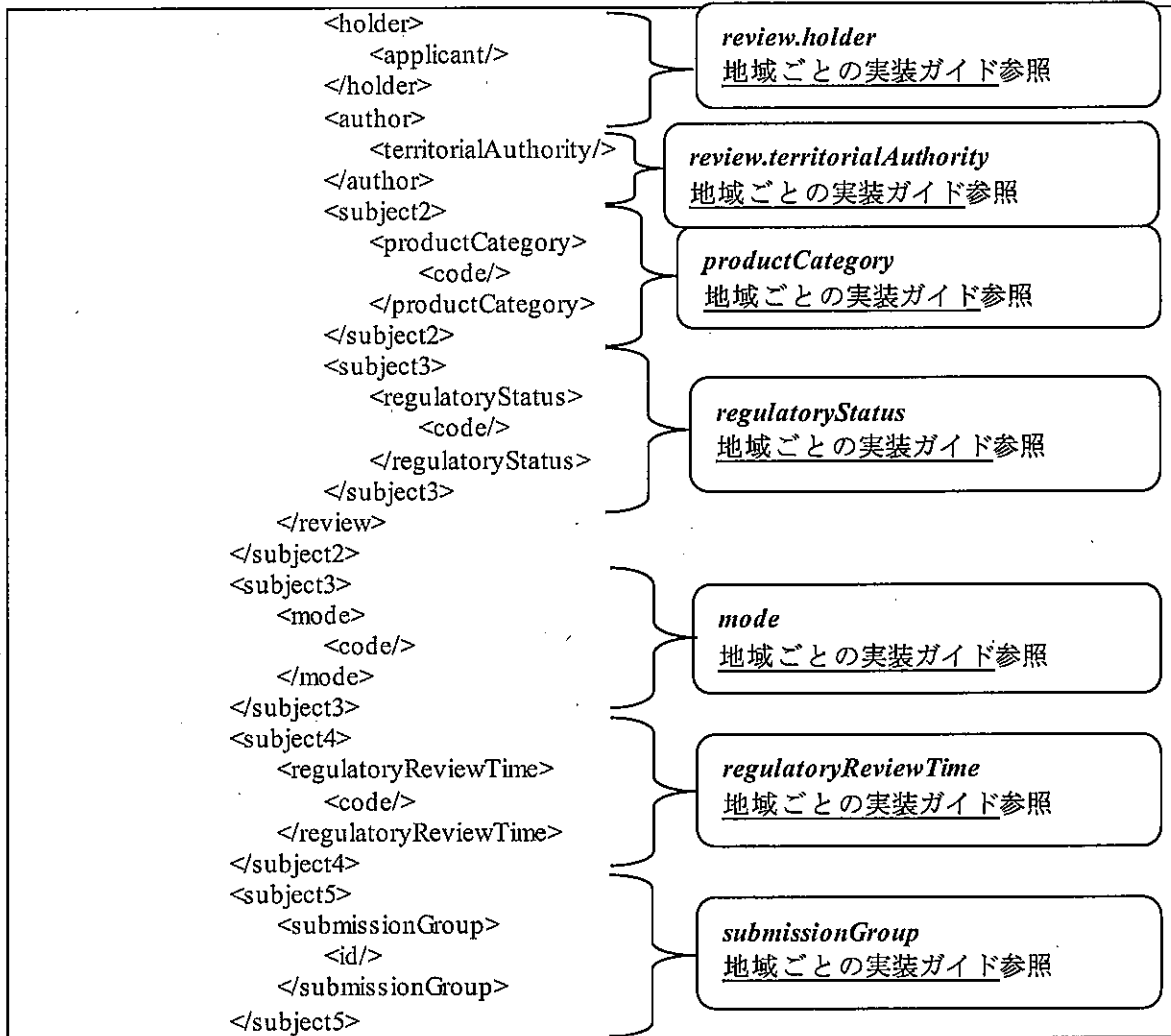 <holder>
<applicant/>
</holder>
<author>
review.holder
地域ごとの実装ガイド参照
<territorialAuthority/>
</author>
review.territorialAuthority
地域ごとの実装ガイド参照
<subject2>
<productCategory>
<code/>
</productCategory>
</subject2>
productCategory
地域ごとの実装ガイド参照
<subject3>
<regulatoryStatus>
<code/>
</regulatoryStatus>
</subject3>
regulatoryStatus
地域ごとの実装ガイド参照
</review>
</subject2>
<subject3>
<mode>
<code/>
</mode>
</subject3>
mode
地域ごとの実装ガイド参照
<subject4>
<regulatoryReviewTime>
<code/>
</regulatoryReviewTime>
</subject4>
regulatoryReviewTime
地域ごとの実装ガイド参照
<subject5>
<submissionGroup>
<id/>
</submissionGroup>
</subject5>
submissionGroup
地域ごとの実装ガイド参照